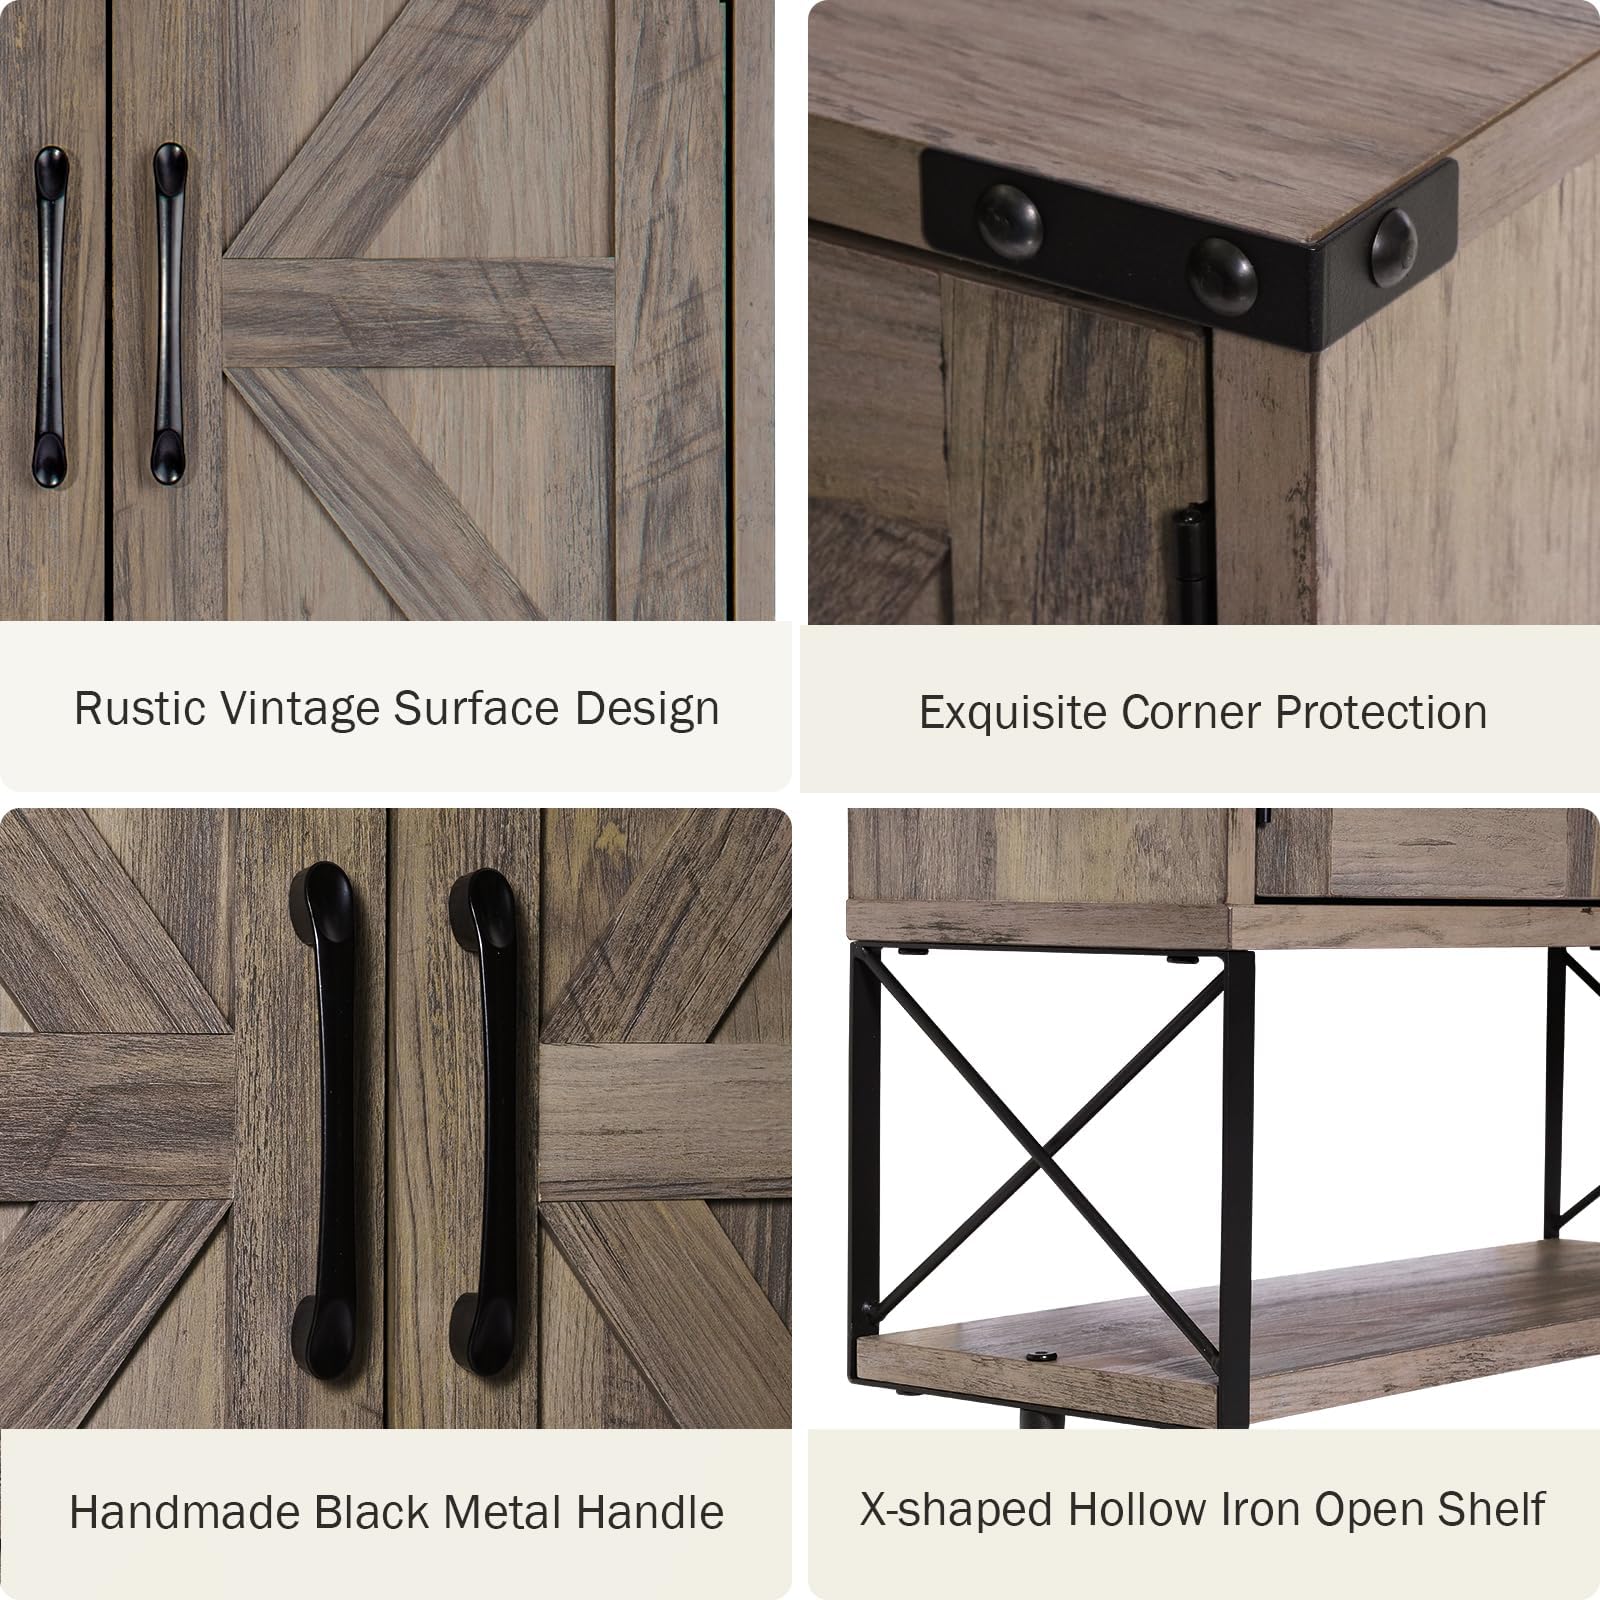 Rustic Vintage Surface Design
Exquisite Corner Protection
Handmade Black Metal Handle
X-shaped Hollow Iron Open Shelf